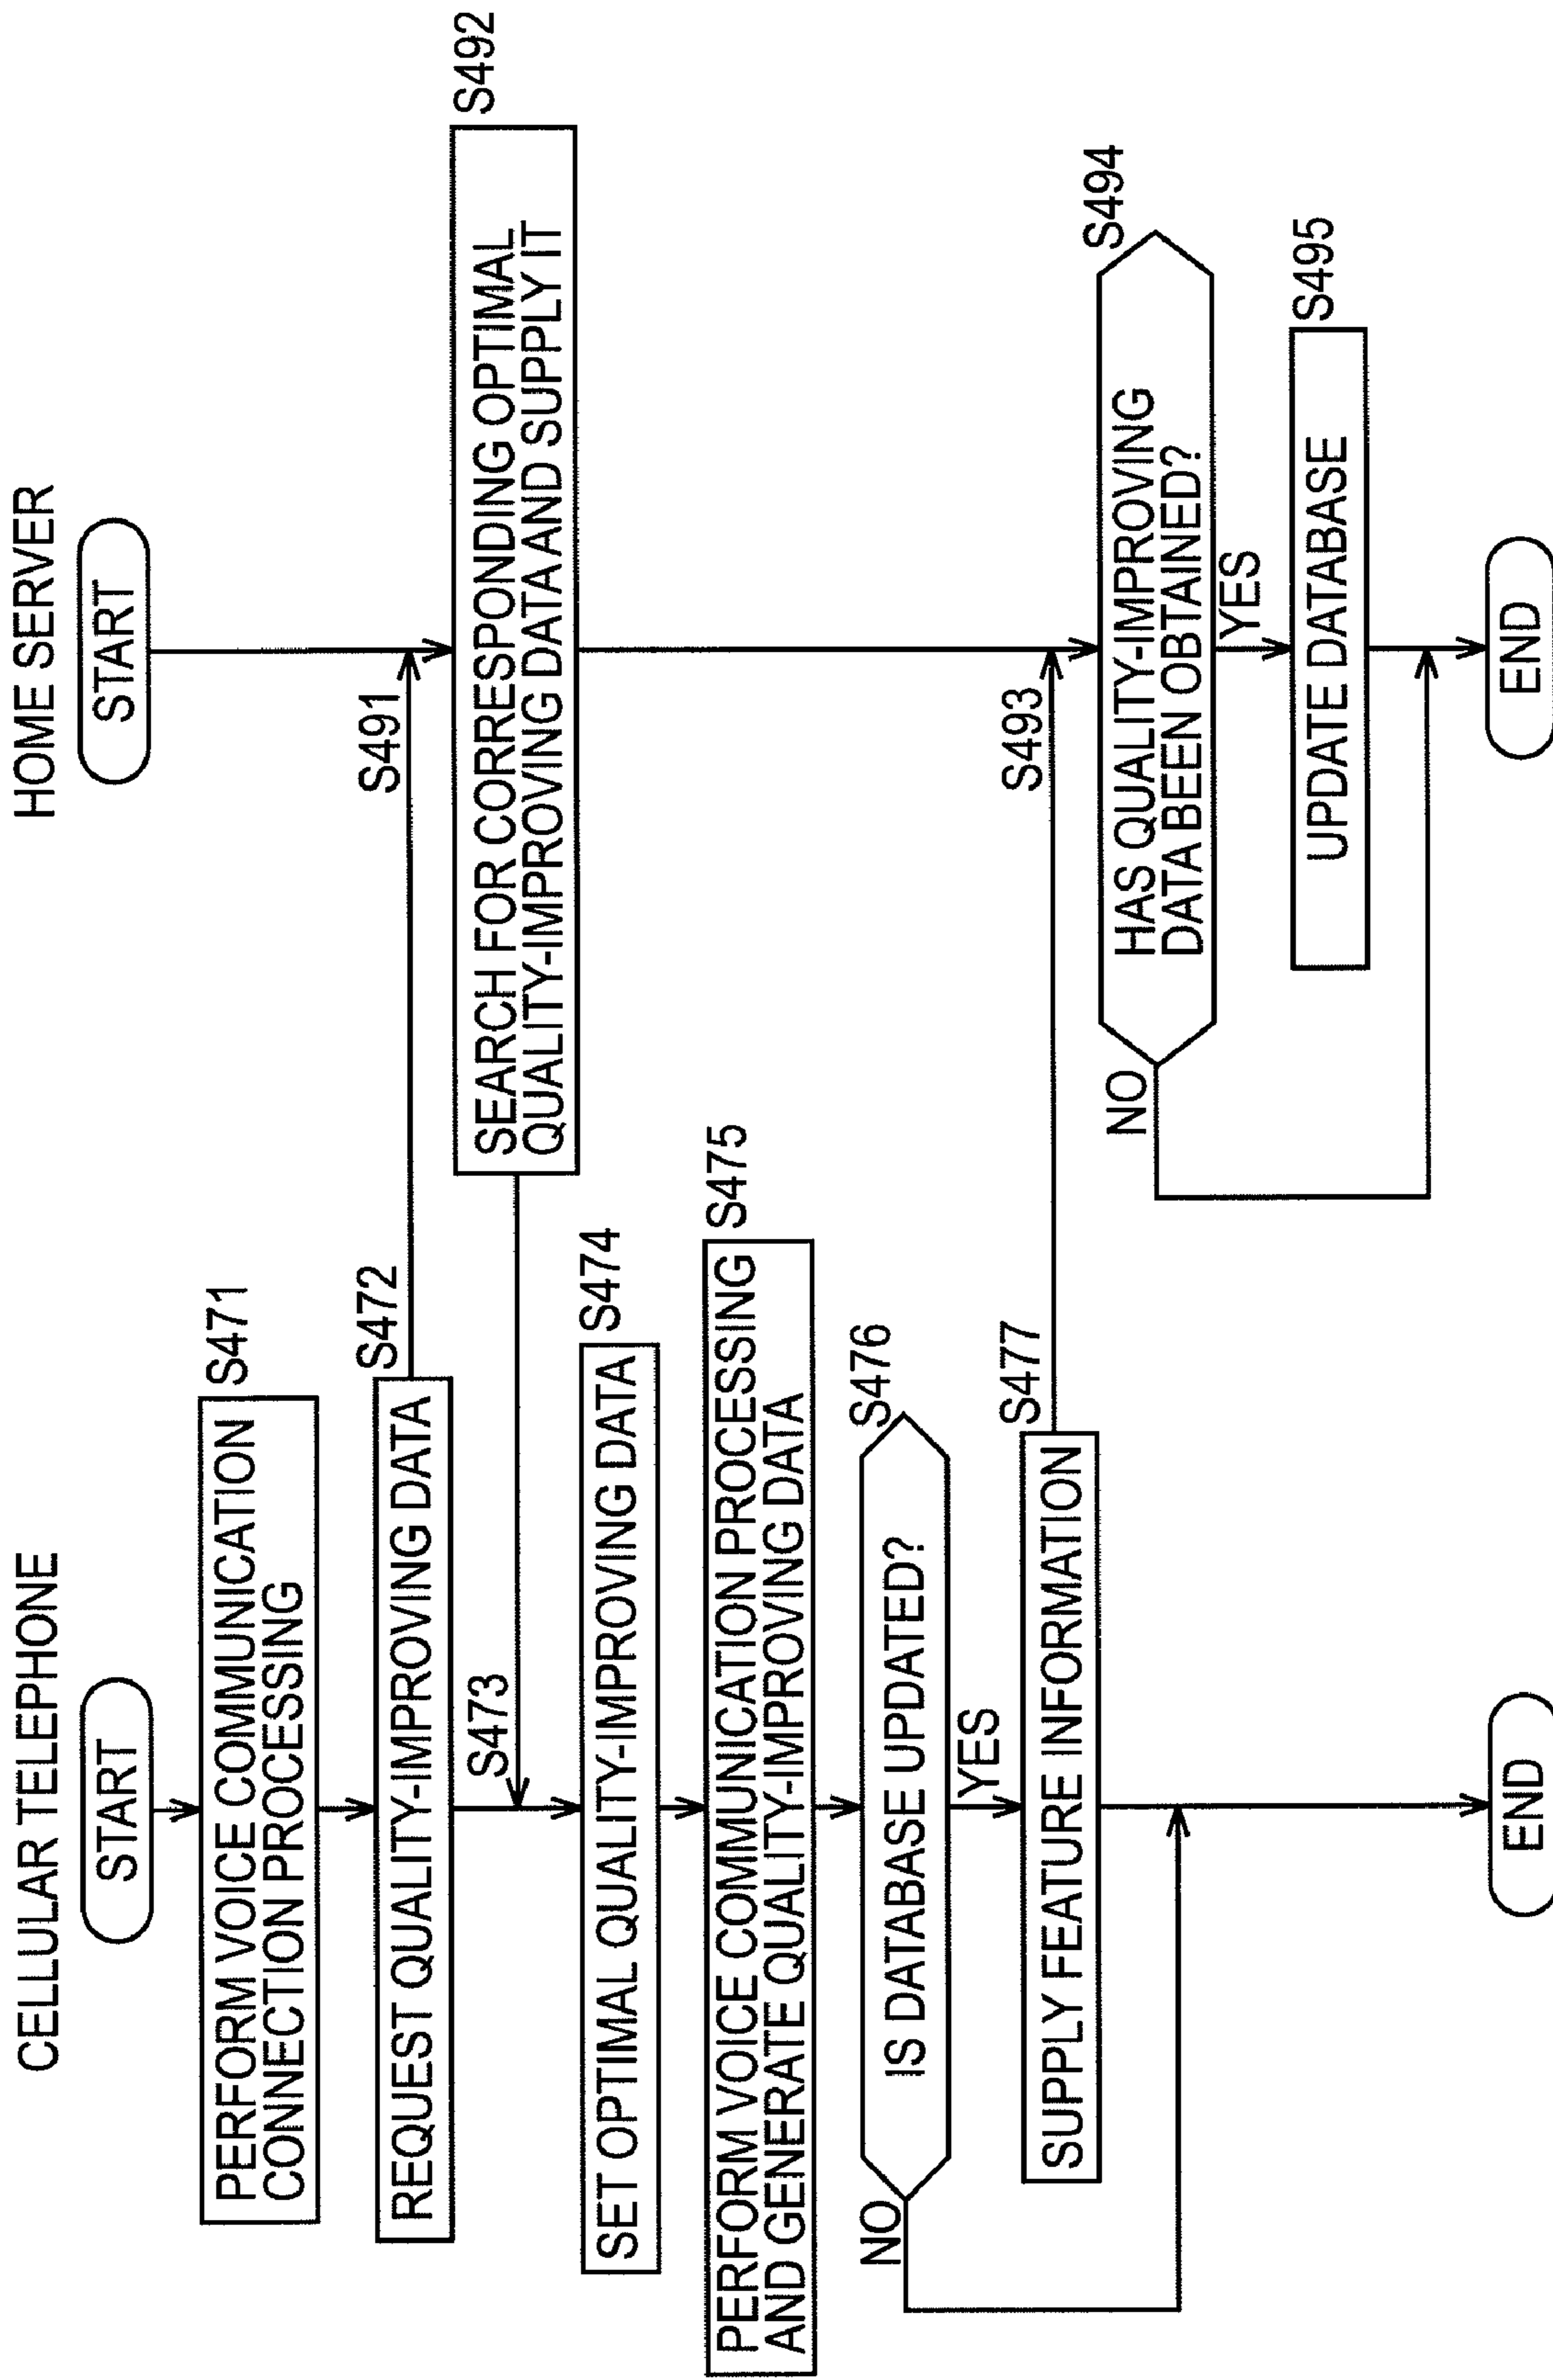 CELLULAR TELEPHONE
START
PERFORM VOICE COMMUNICATION
CONNECTION PROCESSING
S471
REQUEST QUALITY-IMPROVING DATA
S472
S473
SET OPTIMAL QUALITY-IMPROVING DATA
S474
PERFORM VOICE COMMUNICATION PROCESSING
AND GENERATE QUALITY-IMPROVING DATA
S475
IS DATABASE UPDATED?
S476
NO
YES
SUPPLY FEATURE INFORMATION
S477
END
HOME SERVER
START
S491
SEARCH FOR CORRESPONDING OPTIMAL
QUALITY-IMPROVING DATA AND SUPPLY IT
S492
S493
HAS QUALITY-IMPROVING
DATA BEEN OBTAINED?
S494
NO
YES
UPDATE DATABASE
S495
END